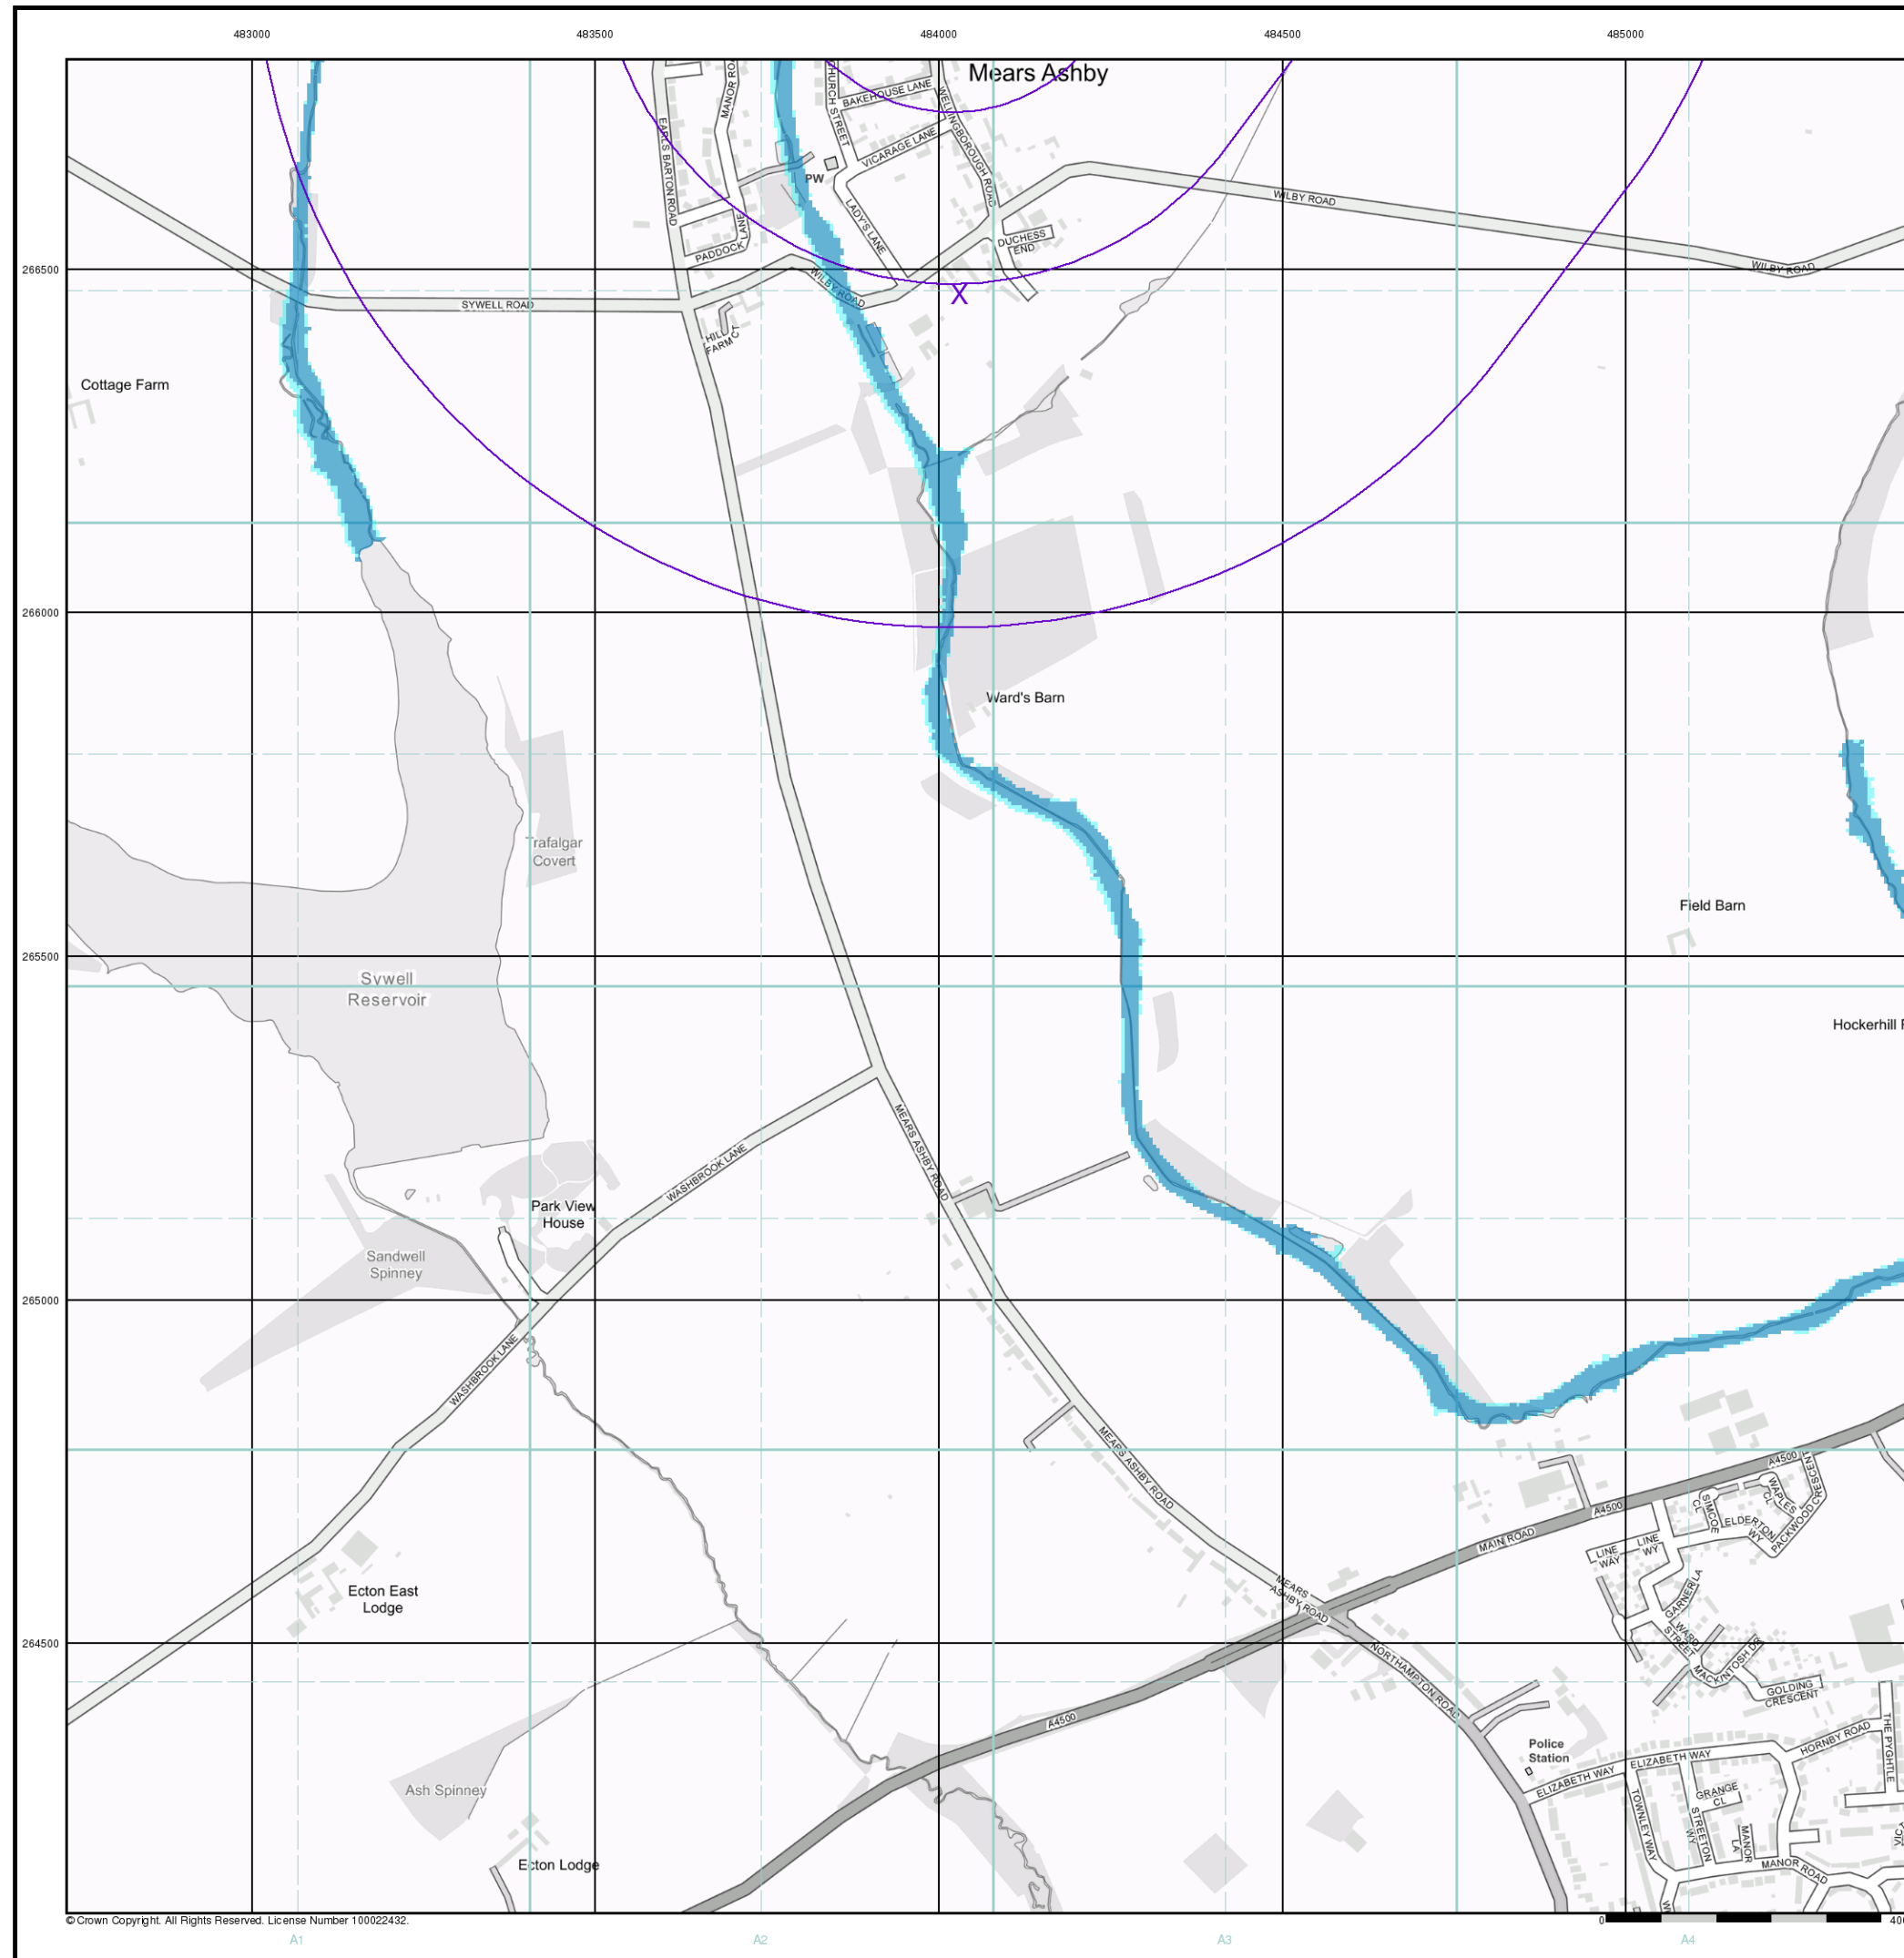 483000
483500
484000
484500
485000
Mears Ashby
BAKEHOUSE LANE
CHURCH STREET
MANOR RO
EARLS BARTON ROAD
WELLINGBOROUGH ROAD
VICARAGE LANE
PW
LADY'S LANE
WILBY ROAD
DUCHESS
END
PADDOCK LANE
266500
WILBY ROAD
WILBY ROAD
X
SYWELL ROAD
FARM CT
Cottage Farm
266000
Ward's Barn
Trafalgar
Covert
Field Barn
265500
Sywell
Reservoir
Hockerhill
MEARS ASHBY ROAD
WASHBROOK LANE
Park View
House
Sandwell
Spinney
265000
WASHBROOK LANE
MEARS ASHBY ROAD
A4500
PACKWOOD CRESCEN
WAPLES
CL
SIMCOE
CL
A4500
ELDERTON
WY
MAIN ROAD
LINE
WAY
LINE
WY
MEARS
ASHBY ROAD
GARNER LA
Ecton East
Lodge
264500
WARD
STREET
MACKINTOSH DR
NORTHAMPTON ROAD
GOLDING
CRESCENT
A4500
THE PYGHTLE
HORNBY ROAD
Police
Station
ELIZABETH WAY
ELIZABETH WAY
Ash Spinney
GRANGE
CL
TOWNLEY WAY
STREETON
WY
MANOR
LA
VICT
Ecton Lodge
MANOR ROAD
W
© Crown Copyright. All Rights Reserved. License Number 100022432.
0
40
A1
A2
A3
A4